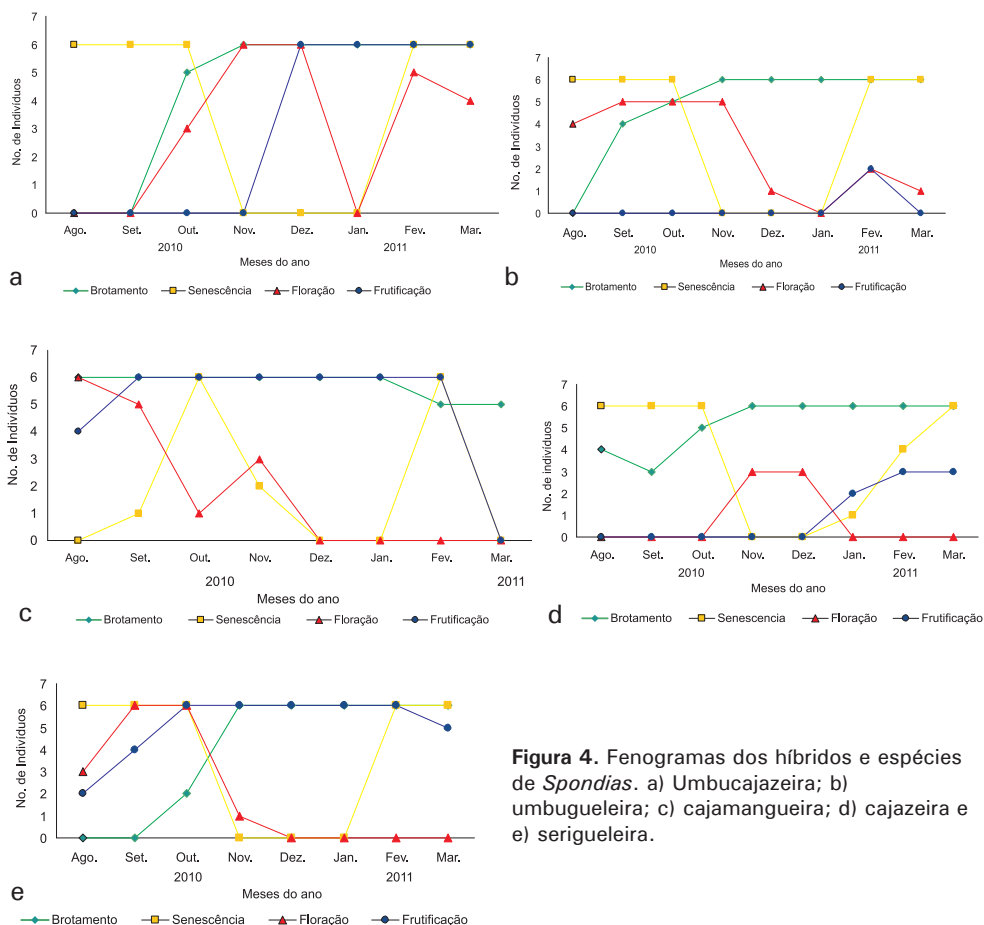 7
6
5
4
3
2
1
0
No. de Indivíduos
Ago. Set. Out. Nov. Dez. Jan. Fev. Mar.
2010 2011
Meses do ano
a
Brotamento Senescência Floração Frutificação
7
6
5
4
3
2
1
0
No. de Indivíduos
Ago. Set. Out. Nov. Dez. Jan. Fev. Mar.
2010 2011
Meses do ano
b
Brotamento Senescência Floração Frutificação
7
6
5
4
3
2
1
0
No. de Indivíduos
Ago. Set. Out. Nov. Dez. Jan. Fev. Mar.
2010 2011
Meses do ano
c
Brotamento Senescência Floração Frutificação
7
6
5
4
3
2
1
0
No. de indivíduos
Ago. Set. Out. Nov. Dez. Jan. Fev. Mar.
2010 2011
Meses do ano
d
Brotamento Senescencia Floração Frutificação
7
6
5
4
3
2
1
0
No. de Indivíduos
Ago. Set. Out. Nov. Dez. Jan. Fev. Mar.
2010 2011
Meses do ano
e
Brotamento Senescência Floração Frutificação
Figura 4. Fenogramas dos híbridos e espécies
de Spondias. a) Umbucajazeira; b)
umbugueleira; c) cajamangueira; d) cajazeira e
e) serigueleira.